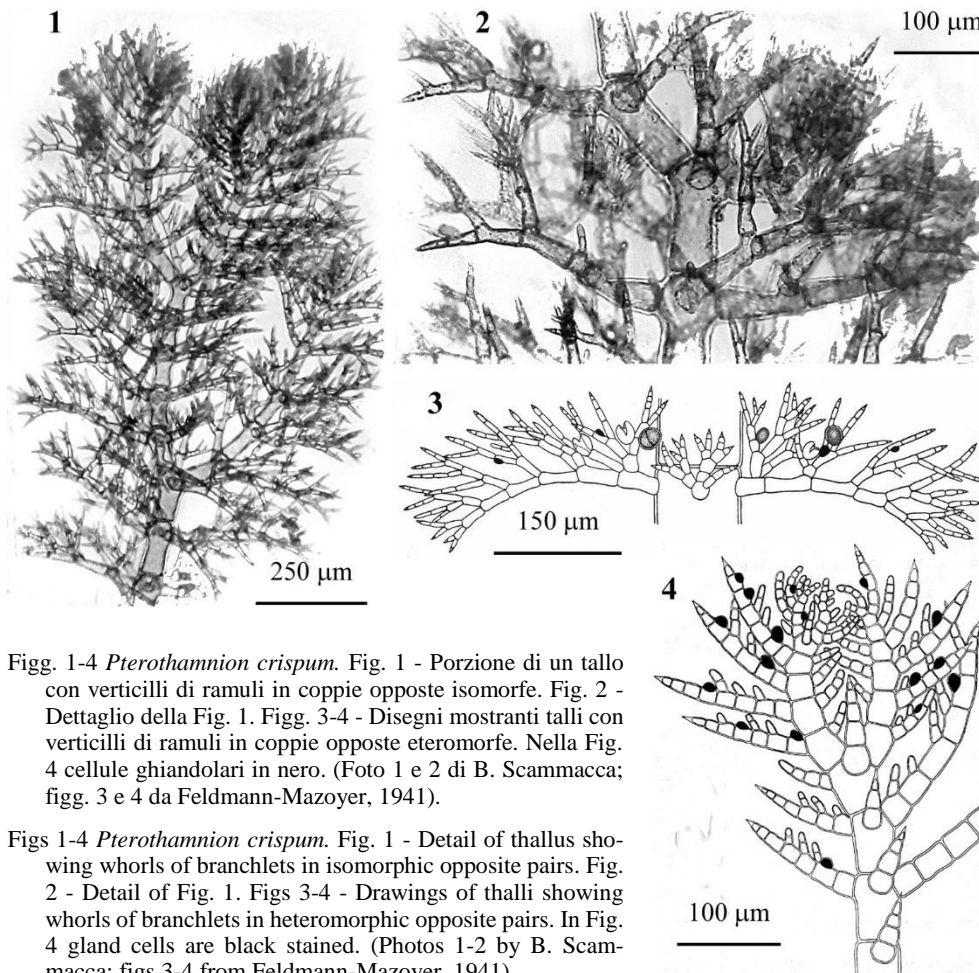 1
2
100 μm
3
150 μm
250 μm
4
100 μm
Figg. 1-4 Pterothamnion crispum. Fig. 1 - Porzione di un tallo
con verticilli di ramuli in coppie opposte isomorfe. Fig. 2 -
Dettaglio della Fig. 1. Figg. 3-4 - Disegni mostranti talli con
verticilli di ramuli in coppie opposte eteromorfe. Nella Fig.
4 cellule ghiandolari in nero. (Foto 1 e 2 di B. Scammacca;
figg. 3 e 4 da Feldmann-Mazoyer, 1941).
Figs 1-4 Pterothamnion crispum. Fig. 1 - Detail of thallus sho-
wing whorls of branchlets in isomorphic opposite pairs. Fig.
2 - Detail of Fig. 1. Figs 3-4 - Drawings of thalli showing
whorls of branchlets in heteromorphic opposite pairs. In Fig.
4 gland cells are black stained. (Photos 1-2 by B. Scam-
macca; figs 3-4 from Feldmann-Mazoyer, 1941)